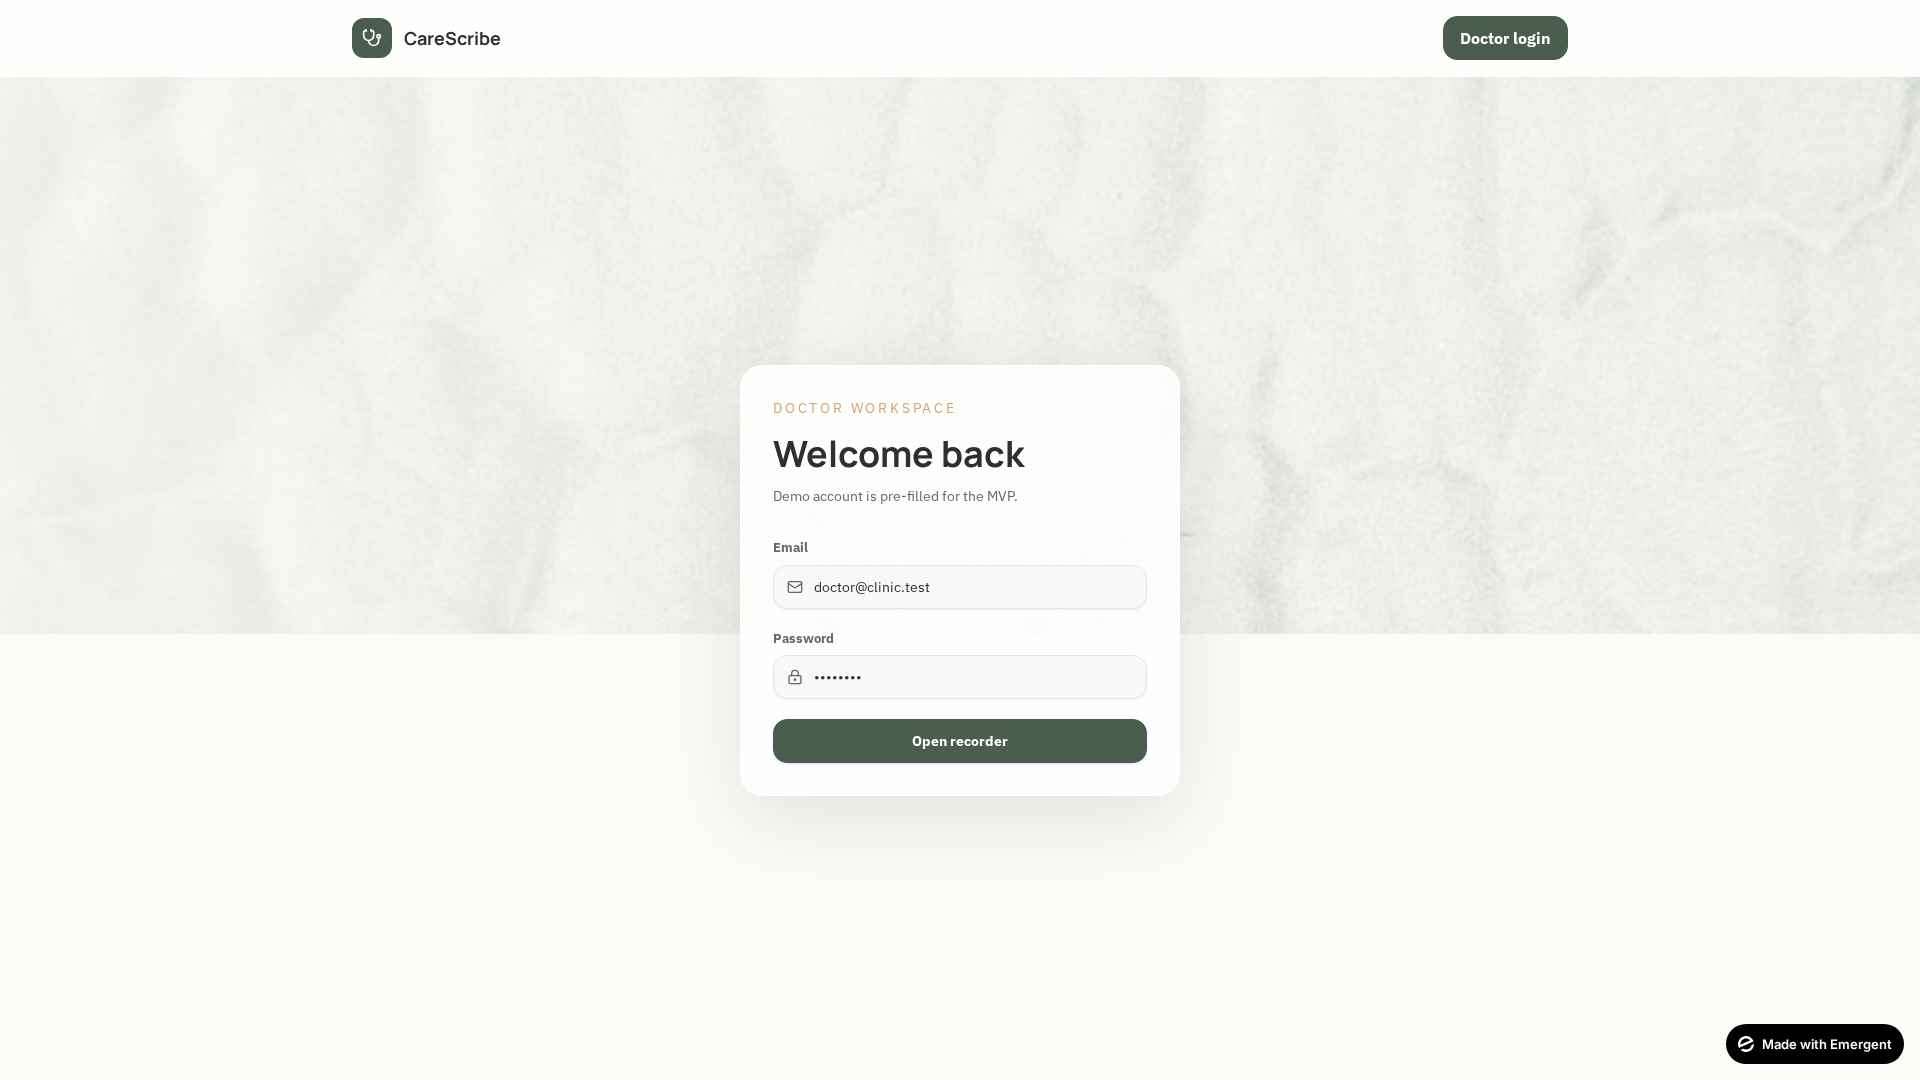 CareScribe
Doctor login
DOCTOR WORKSPACE
Welcome back
Demo account is pre-filled for the MVP.
Email
doctor@clinic.test
Password
••••••••
Open recorder
Made with Emergent